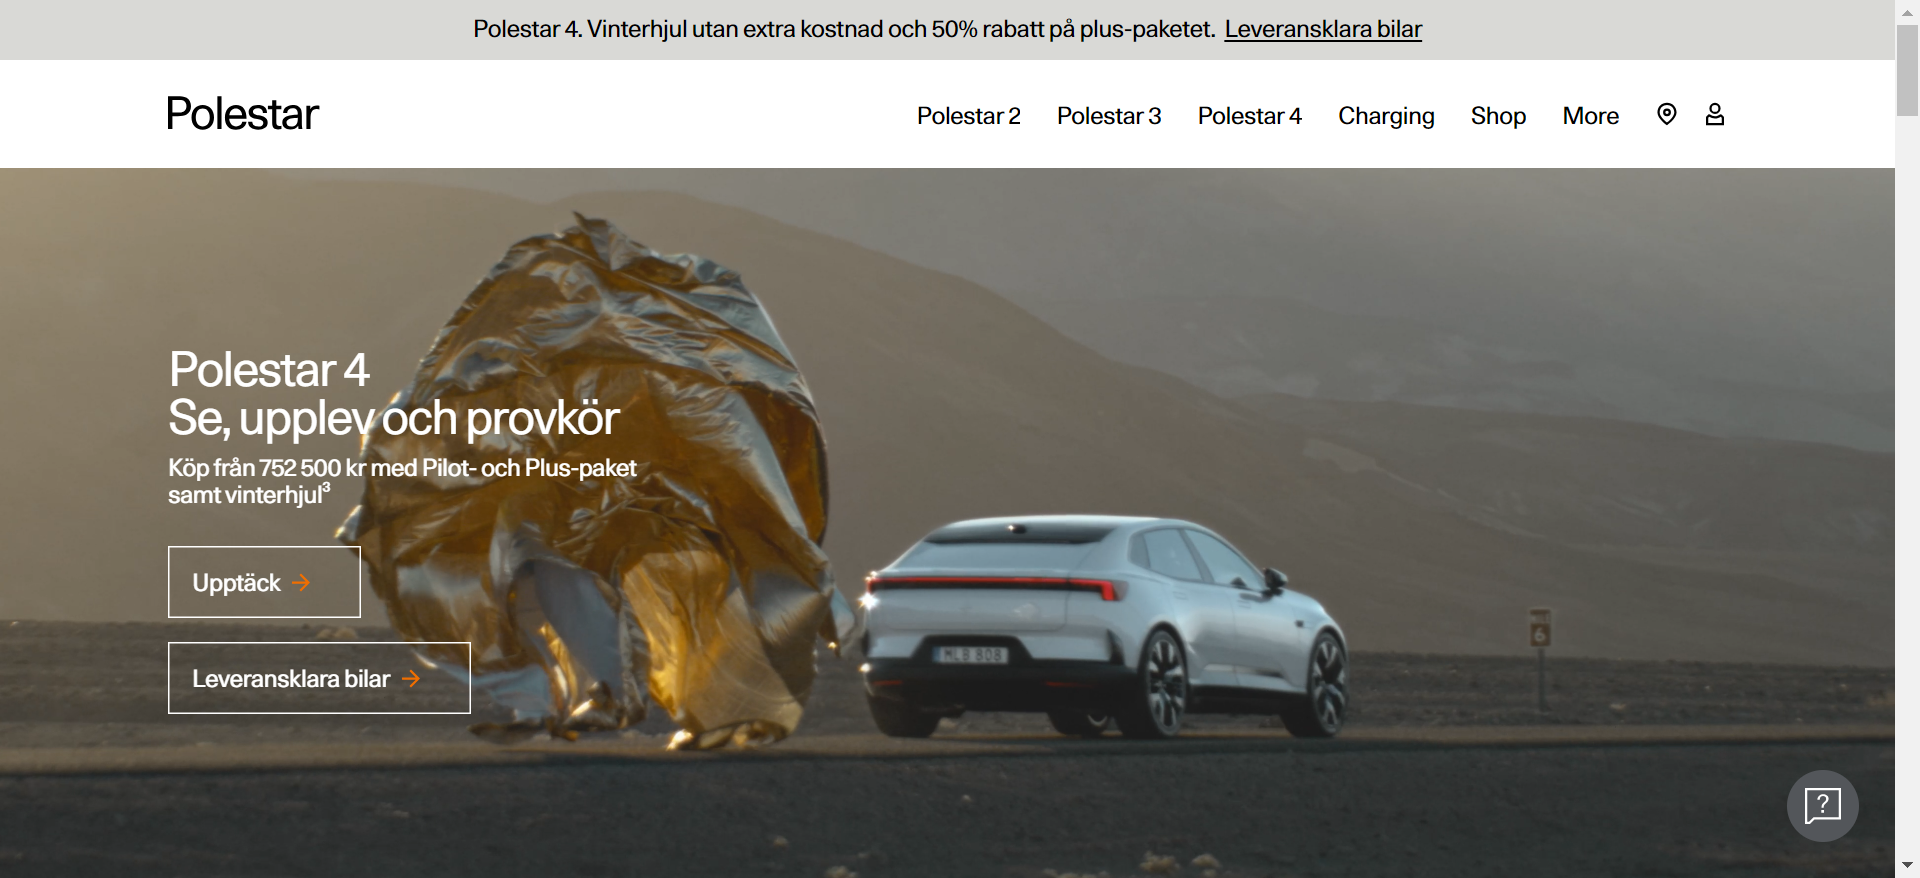 Polestar 4. Vinterhjul utan extra kostnad och 50% rabatt på plus-paketet. Leveransklara bilar
Polestar
Polestar 2
Polestar 3
Polestar 4
Charging
Shop
More
Polestar 4
Se, upplev och provkör
Köp från 752 500 kr med Pilot- och Plus-paket
samt vinterhjul³
Upptäck →
Leveransklara bilar →
MLB 808
6
?